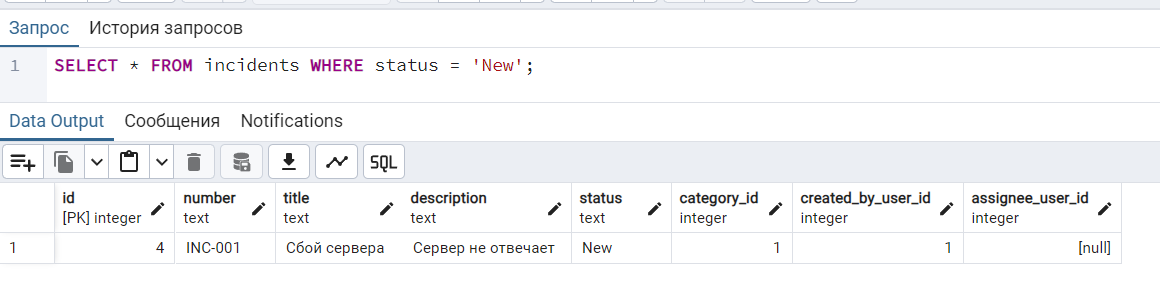 Запрос История запросов
1 SELECT * FROM incidents WHERE status = 'New';
Data Output Сообщения Notifications
SQL
id number title description status category_id created_by_user_id assignee_user_id
[PK] integer text text text text integer integer integer
1 4 INC-001 Сбой сервера Сервер не отвечает New 1 1 [null]